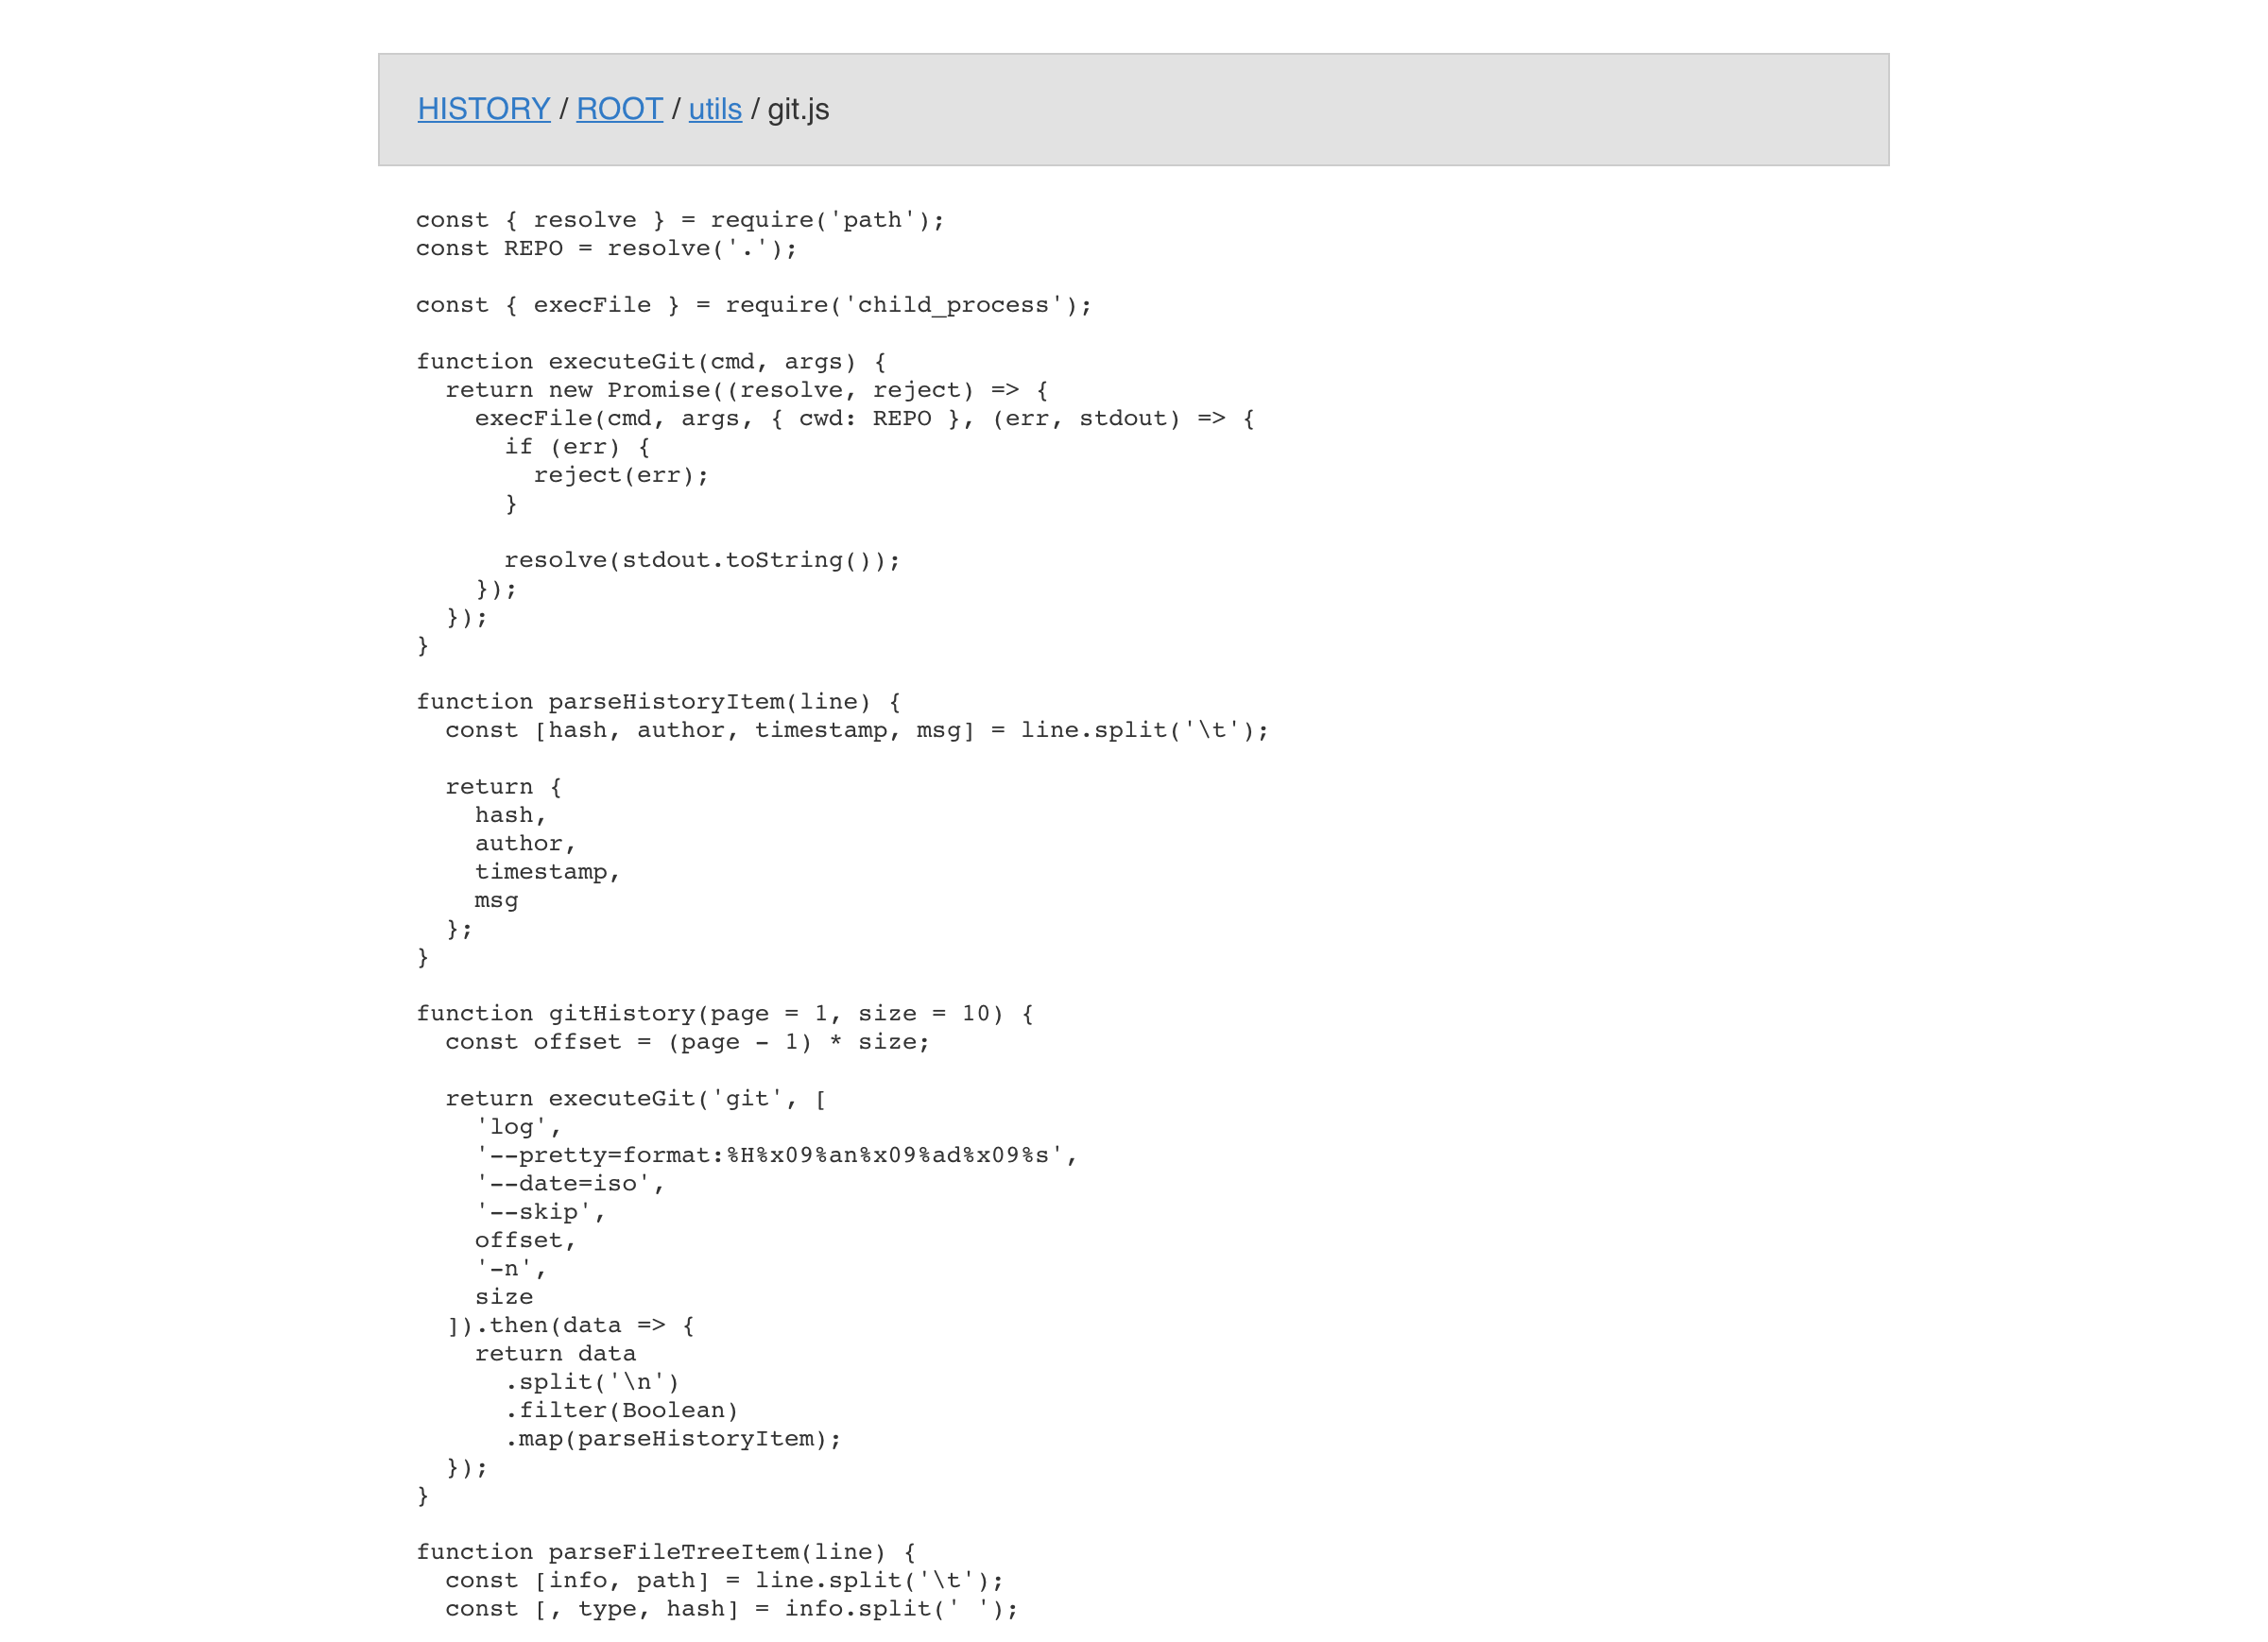 HISTORY / ROOT / utils / git.js
const { resolve } = require('path');
const REPO = resolve('.');

const { execFile } = require('child_process');

function executeGit(cmd, args) {
  return new Promise((resolve, reject) => {
    execFile(cmd, args, { cwd: REPO }, (err, stdout) => {
      if (err) {
        reject(err);
      }

      resolve(stdout.toString());
    });
  });
}

function parseHistoryItem(line) {
  const [hash, author, timestamp, msg] = line.split('\t');

  return {
    hash,
    author,
    timestamp,
    msg
  };
}

function gitHistory(page = 1, size = 10) {
  const offset = (page - 1) * size;

  return executeGit('git', [
    'log',
    '--pretty=format:%H%x09%an%x09%ad%x09%s',
    '--date=iso',
    '--skip',
    offset,
    '-n',
    size
  ]).then(data => {
    return data
      .split('\n')
      .filter(Boolean)
      .map(parseHistoryItem);
  });
}

function parseFileTreeItem(line) {
  const [info, path] = line.split('\t');
  const [, type, hash] = info.split(' ');